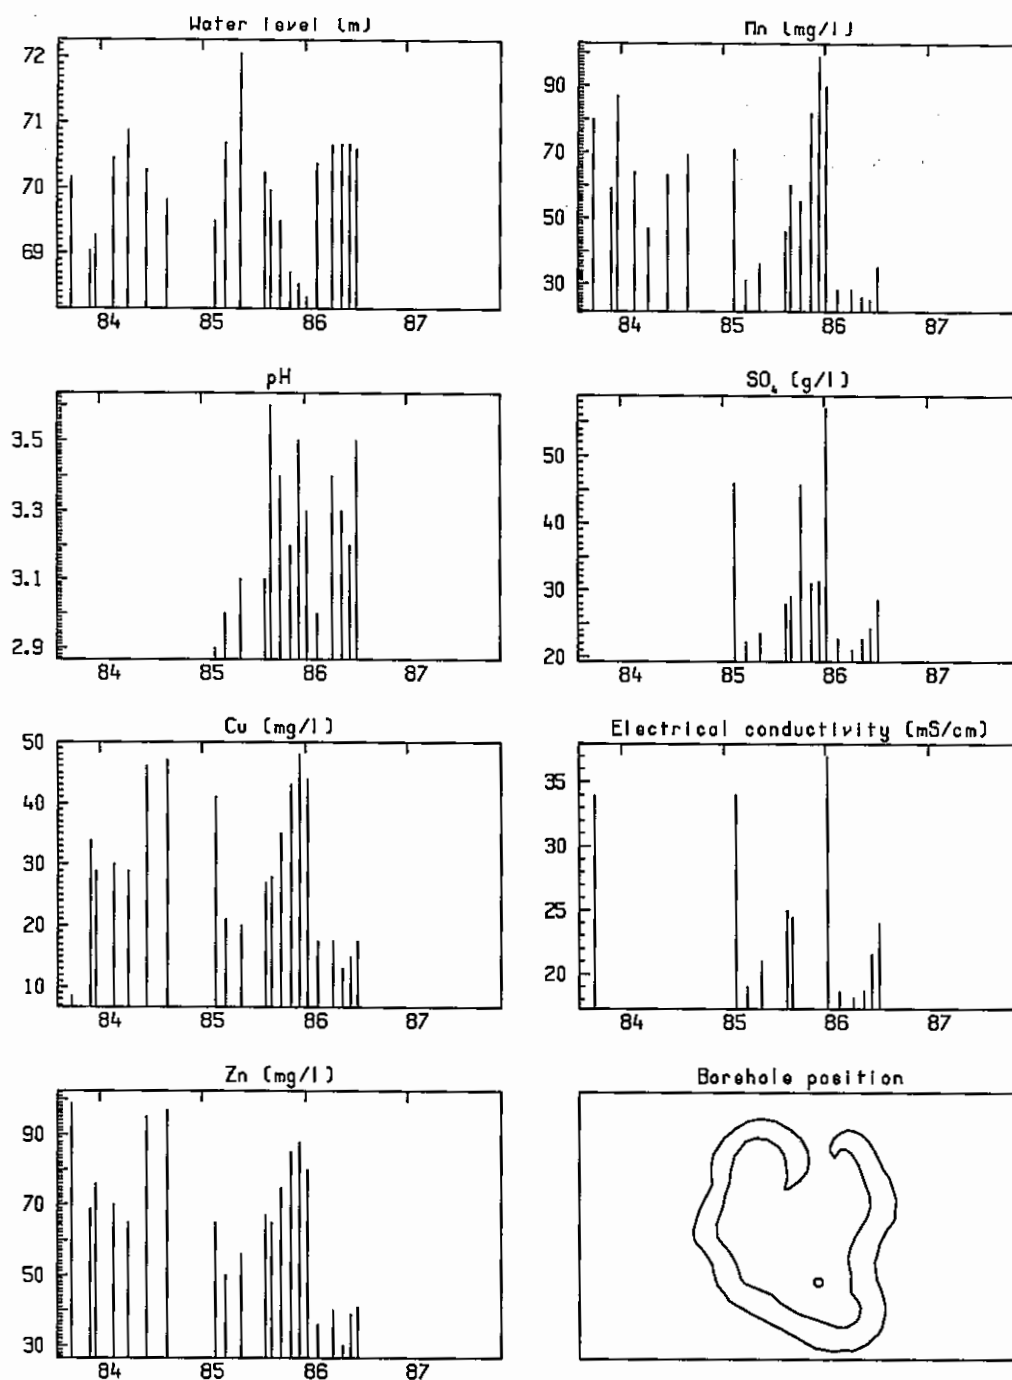 Water level (m)
72
71
70
69
84 85 86 87
Mn (mg/l)
90
70
50
30
84 85 86 87
pH
3.5
3.3
3.1
2.9
84 85 86 87
SO₄ (g/l)
50
40
30
20
84 85 86 87
Cu (mg/l)
50
40
30
20
10
84 85 86 87
Electrical conductivity (mS/cm)
35
30
25
20
84 85 86 87
Zn (mg/l)
90
70
50
30
84 85 86 87
Borehole position